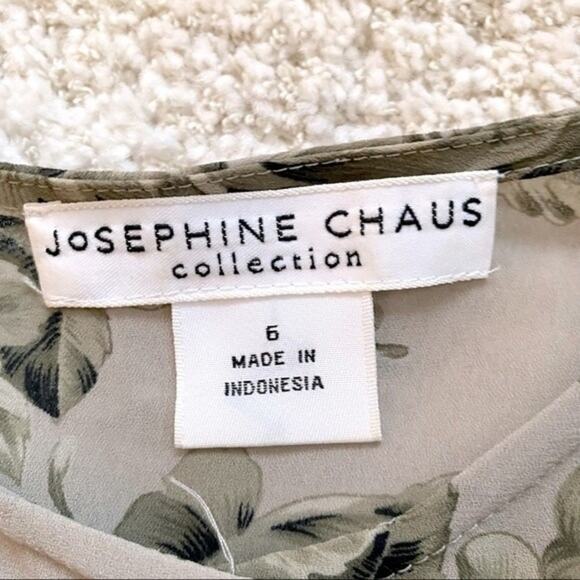 JOSEPHINE CHAUS
collection
6
MADE IN
INDONESIA